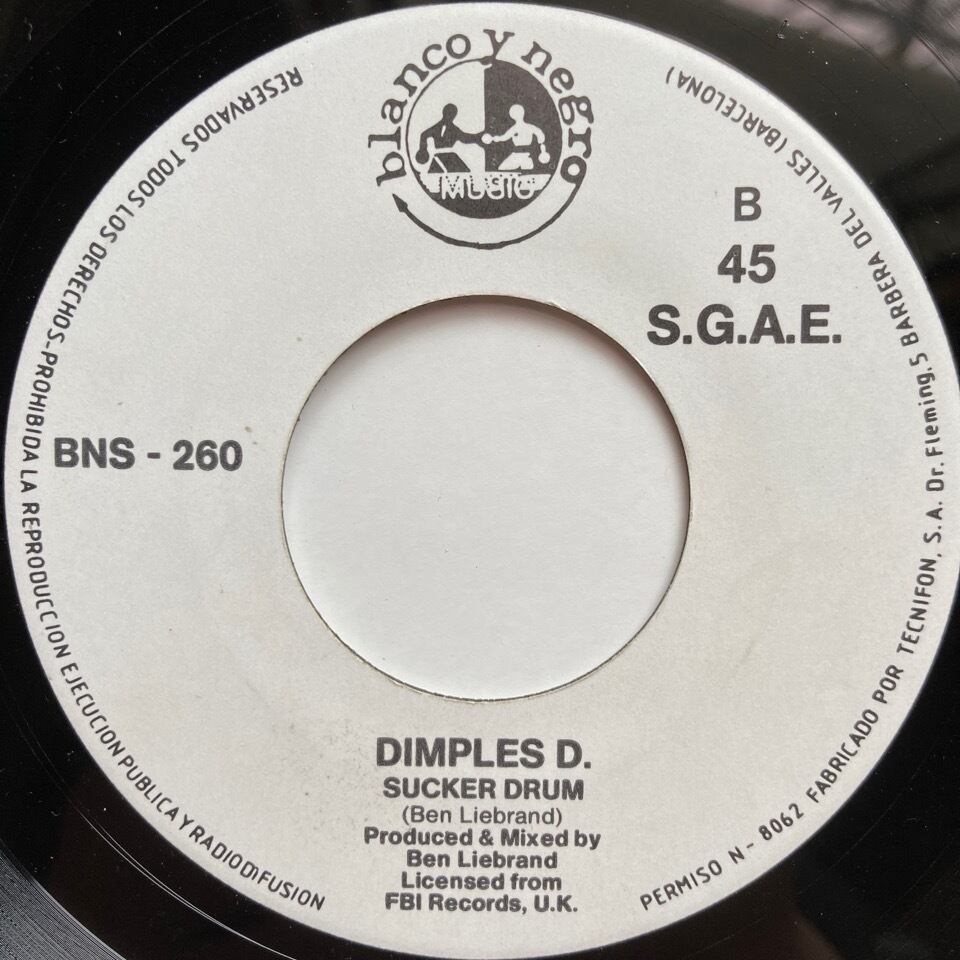 blanco y negro
MUSIC
B
45
S.G.A.E.
BNS - 260
DIMPLES D.
SUCKER DRUM
(Ben Liebrand)
Produced & Mixed by
Ben Liebrand
Licensed from
FBI Records, U.K.
RESERVADOS TODOS LOS DERECHOS-PROHIBIDA LA REPRODUCCION EJECUCION PUBLICA Y RADIODIFUSION
PERMISO N - 8062 FABRICADO POR TECNIFON, S.A. Dr. Fleming, 5 BARBERA DEL VALLES (BARCELONA)